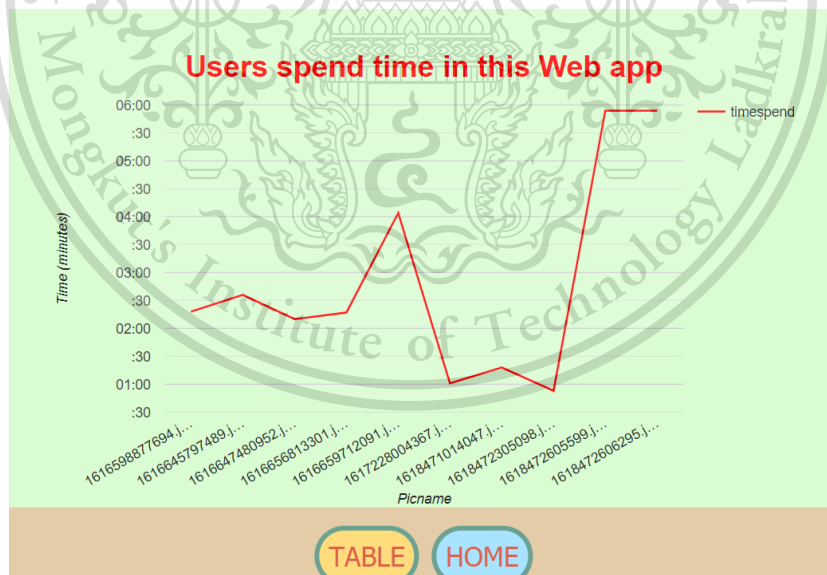 Users spend time in this Web app
timespend
06:00
:30
05:00
:30
04:00
:30
03:00
:30
02:00
:30
01:00
:30
Time (minutes)
1616598877694.j...
1616645797489.j...
1616647480952.j...
1616656813301.j...
1616659712091.j...
1617228004367.j...
1618471014047.j...
1618472305098.j...
1618472605599.j...
1618472606295.j...
Picname
TABLE
HOME
Mongkut's Institute of Technology Ladkra